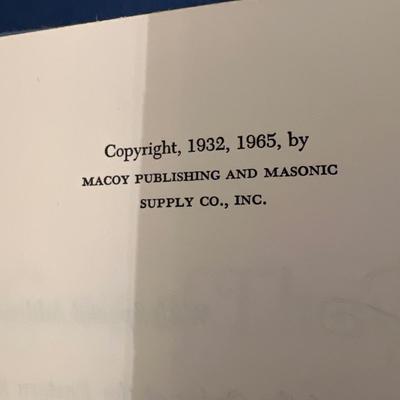 Copyright, 1932, 1965, by
MACOY PUBLISHING AND MASONIC
SUPPLY CO., INC.